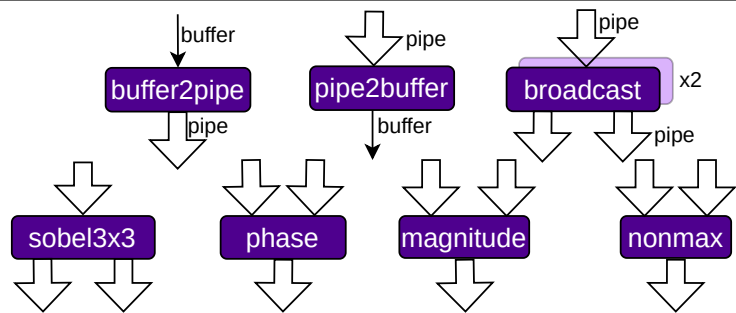 buffer
pipe
pipe
buffer2pipe
pipe2buffer
broadcast
x2
pipe
buffer
pipe
sobel3x3
phase
magnitude
nonmax